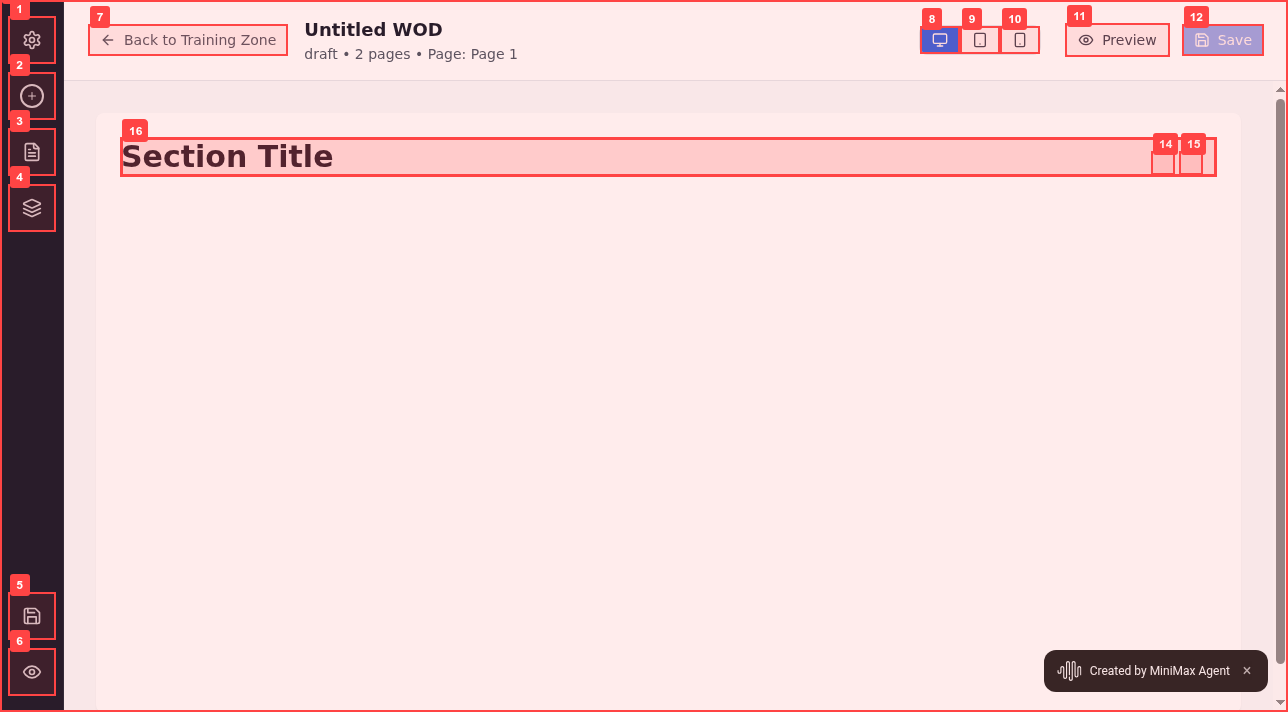 1
2
3
4
5
6
7
Back to Training Zone
Untitled WOD
draft • 2 pages • Page: Page 1
8
9
10
11
Preview
12
Save
16
Section Title
14
15
Created by MiniMax Agent ×